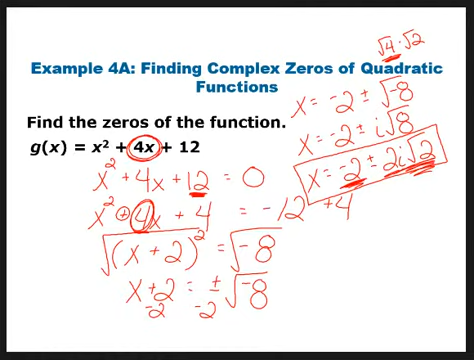 Example 4A: Finding Complex Zeros of Quadratic
Functions
Find the zeros of the function.
g(x) = x² + 4x + 12
x² + 4x + 12 = 0
x² + 4x + 4 = -12 + 4
√(x + 2)² = √-8
x + 2 = ± √-8
-2 -2
√4 · √2
x = -2 ± √-8
x = -2 ± i√8
x = -2 ± 2i√2